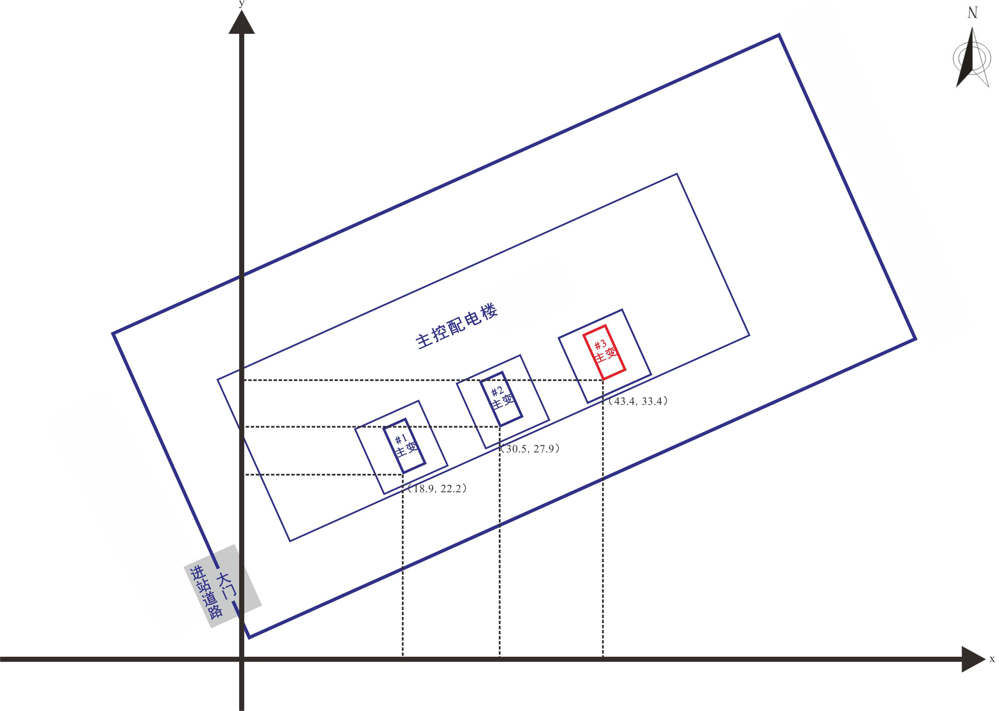 y
N
主控配电楼
#3
主变
#2
主变
(43.4, 33.4)
#1
主变
(30.5, 27.9)
(18.9, 22.2)
进站道路
大门
x